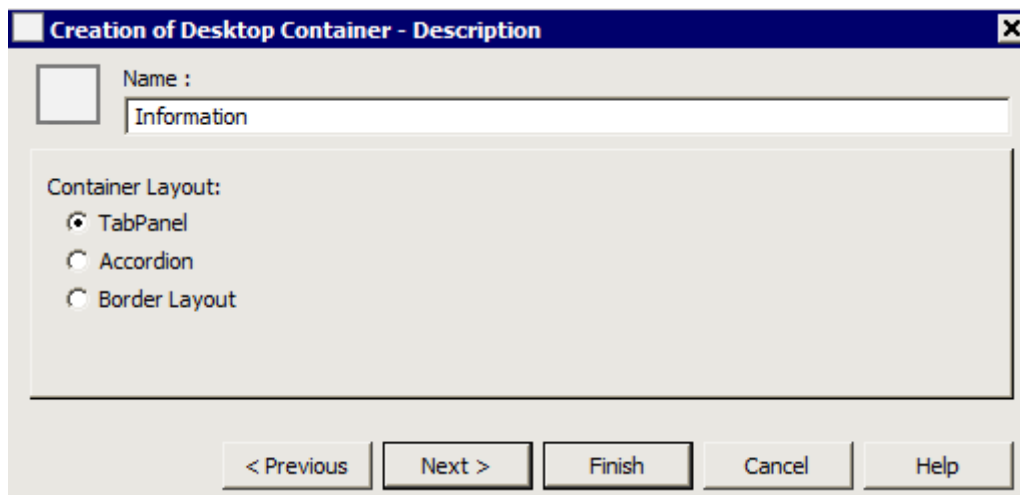 Creation of Desktop Container - Description
Name :
Information
Container Layout:
TabPanel
Accordion
Border Layout
< Previous Next > Finish Cancel Help